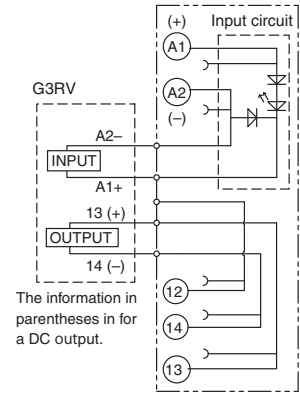 (+)
Input circuit
A1
A2
(–)
G3RV
A2–
INPUT
A1+
13 (+)
OUTPUT
14 (–)
12
14
13
The information in
parentheses in for
a DC output.